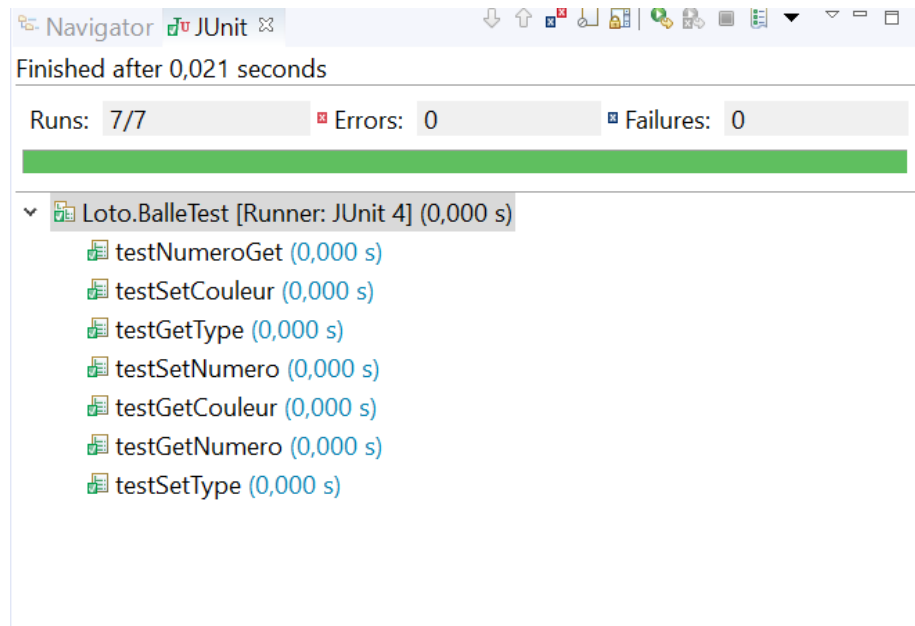 Navigator JUnit
Finished after 0,021 seconds
Runs: 7/7 Errors: 0 Failures: 0
Loto.BalleTest [Runner: JUnit 4] (0,000 s)
testNumeroGet (0,000 s)
testSetCouleur (0,000 s)
testGetType (0,000 s)
testSetNumero (0,000 s)
testGetCouleur (0,000 s)
testGetNumero (0,000 s)
testSetType (0,000 s)